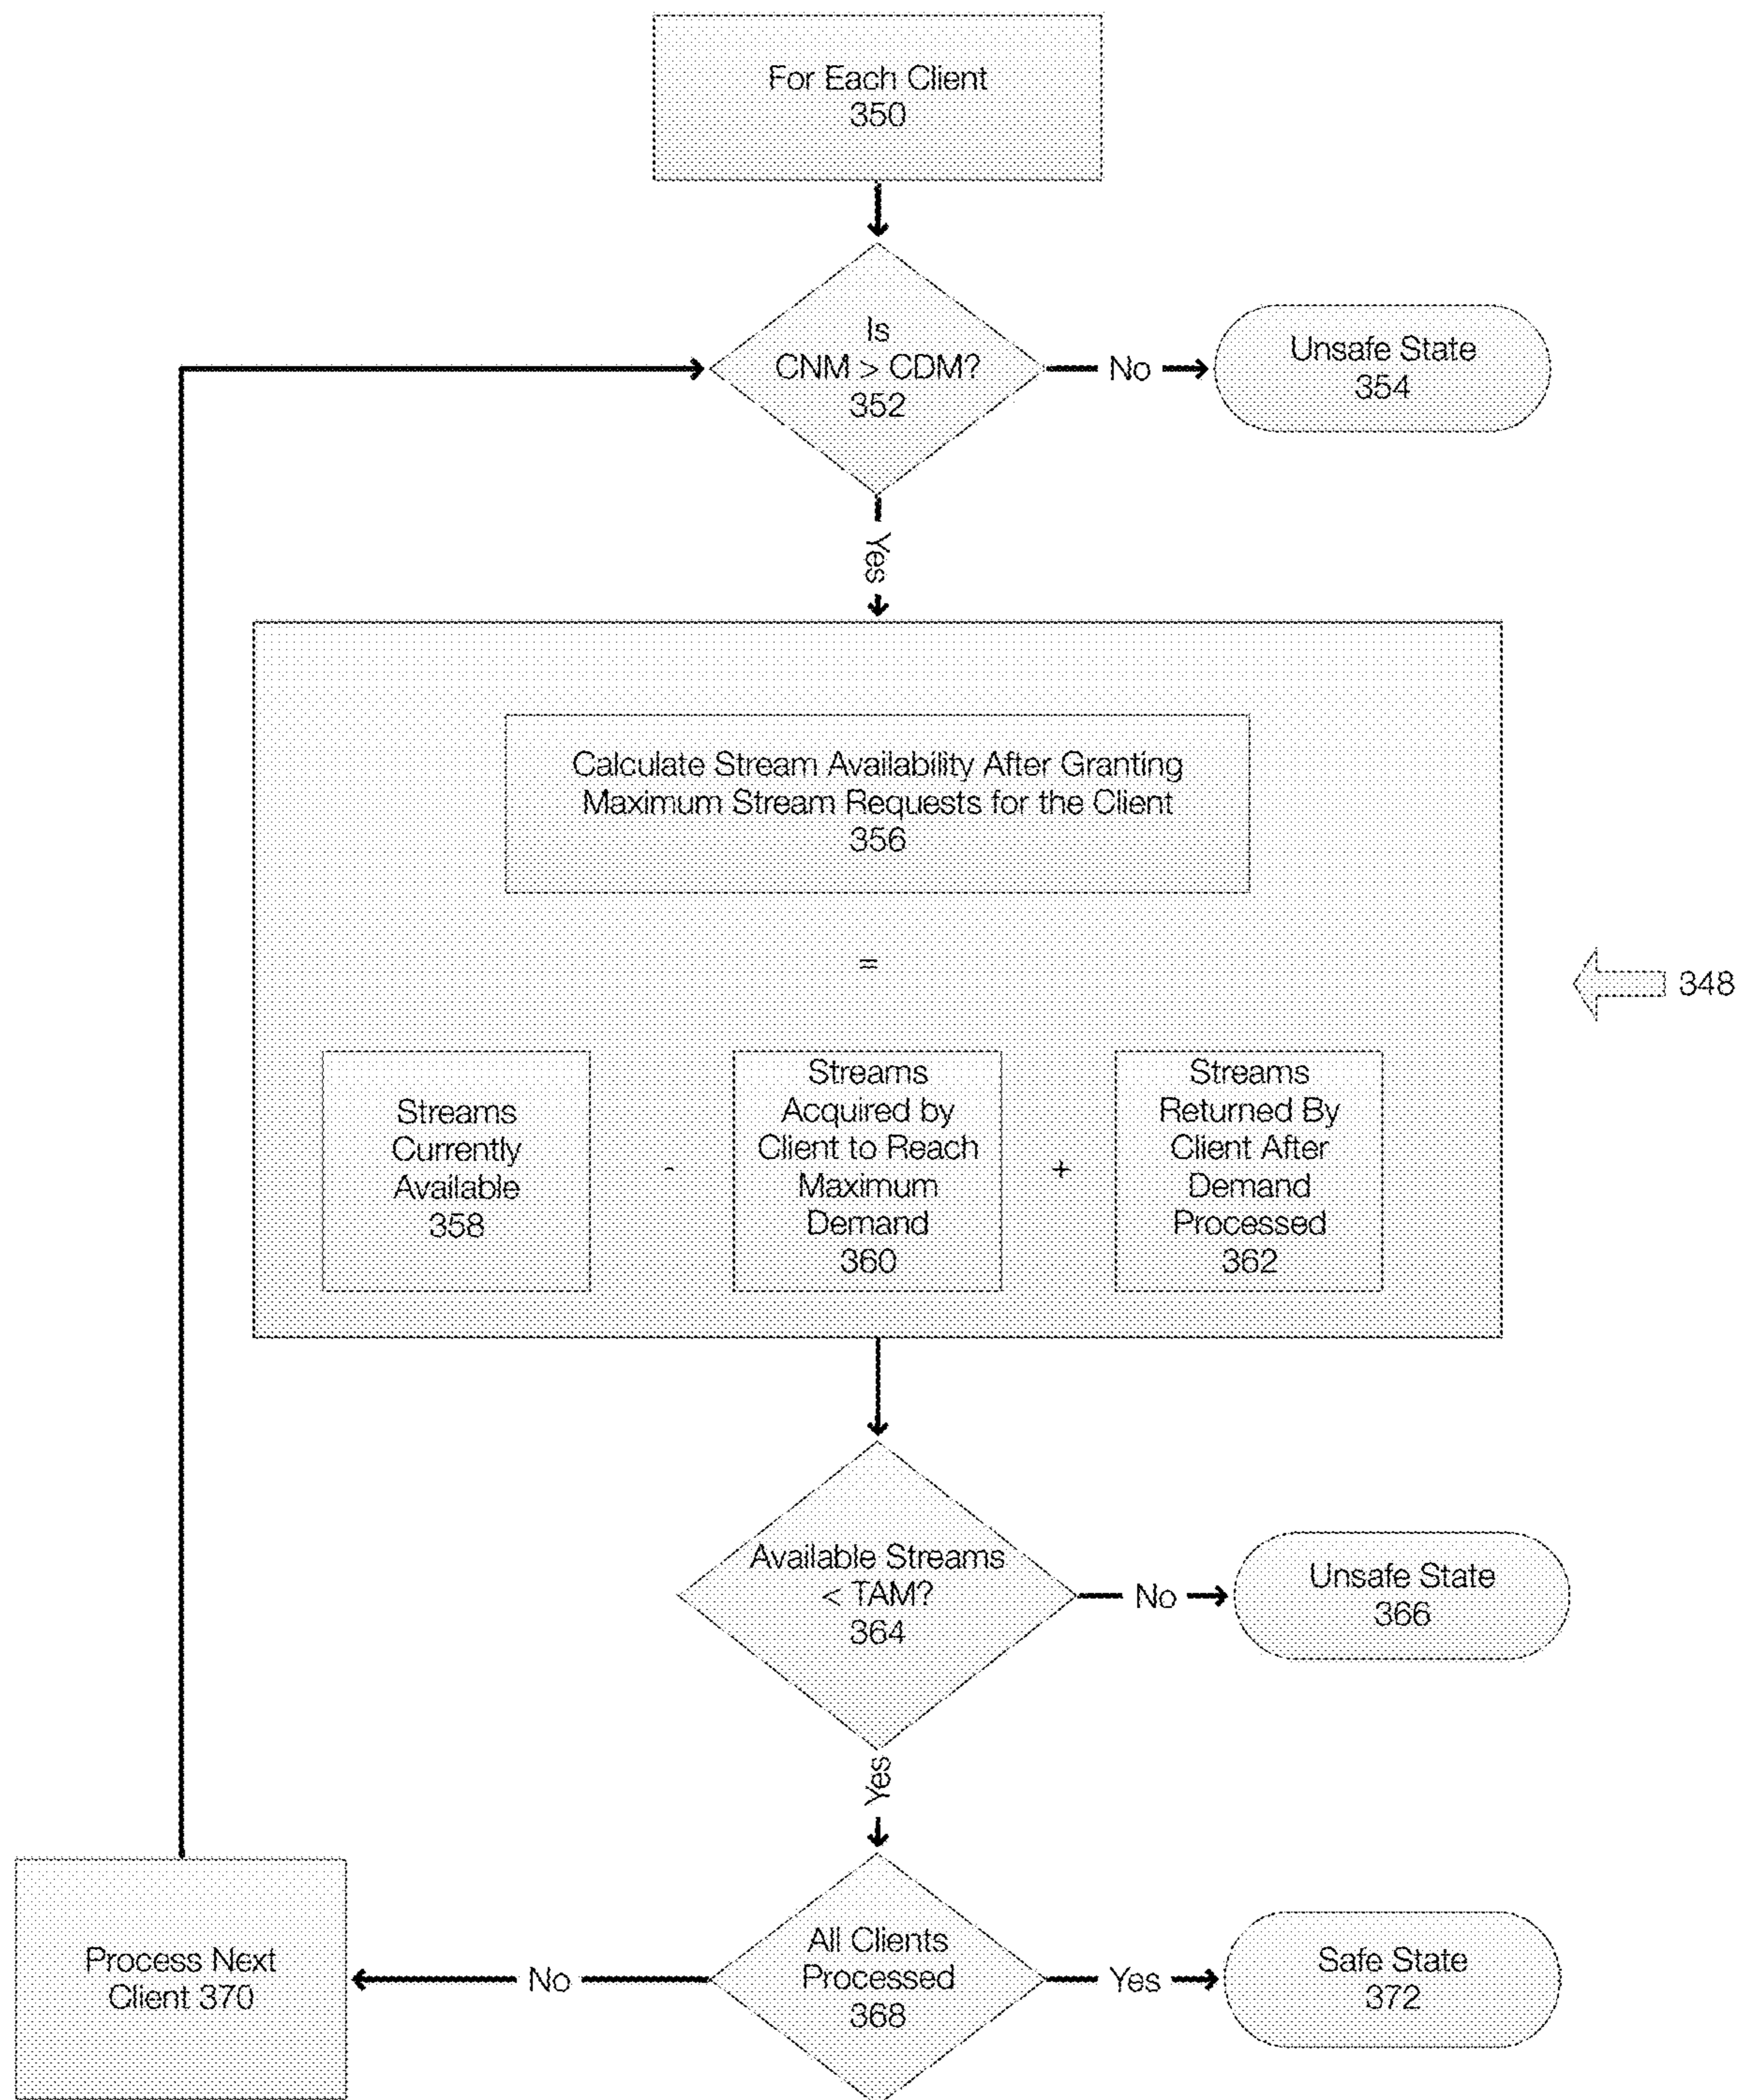 For Each Client
350
Is
CNM > CDM?
352
No
Unsafe State
354
Yes
Calculate Stream Availability After Granting
Maximum Stream Requests for the Client
356
=
348
Streams
Currently
Available
358
-
Streams
Acquired by
Client to Reach
Maximum
Demand
360
+
Streams
Returned By
Client After
Demand
Processed
362
Available Streams
< TAM?
364
No
Unsafe State
366
Yes
All Clients
Processed
368
No
Process Next
Client 370
Yes
Safe State
372